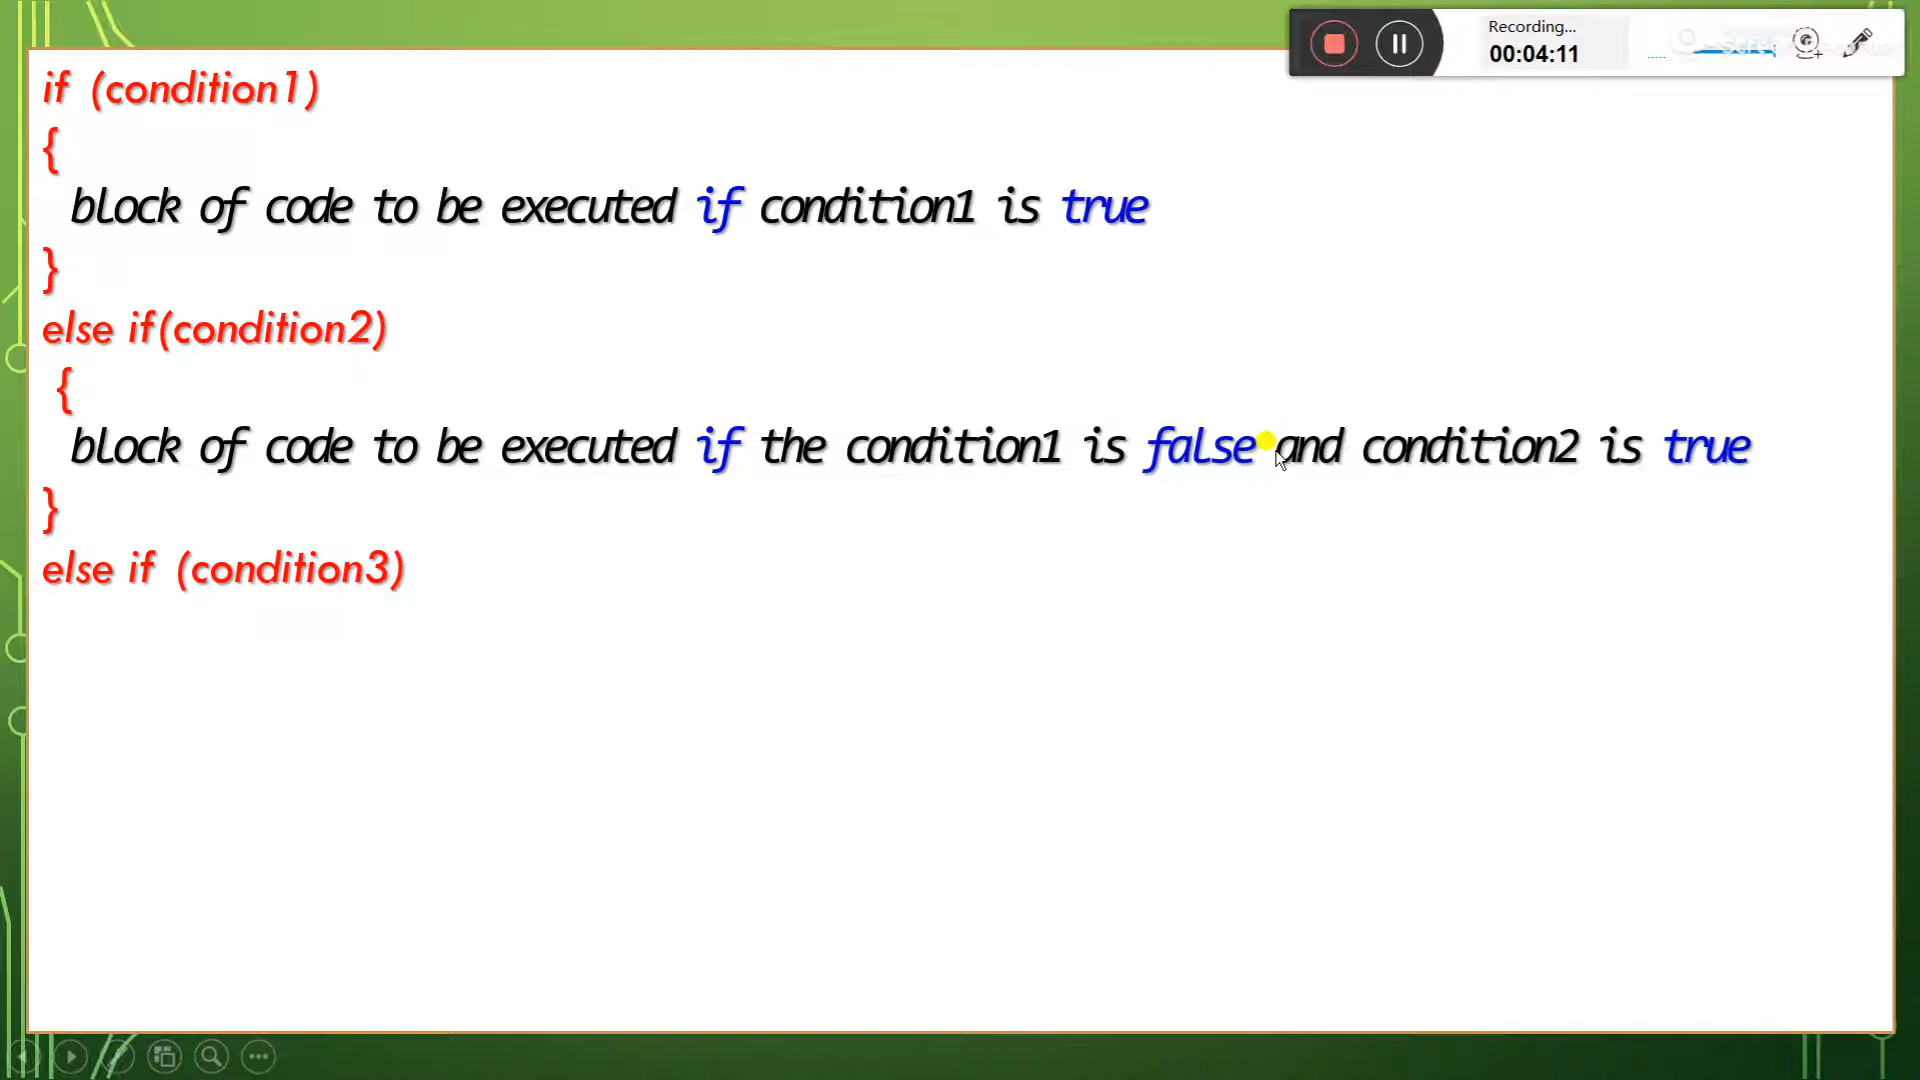 Recording...
00:04:11
if (condition1)
{
block of code to be executed if condition1 is true
}
else if(condition2)
{
block of code to be executed if the condition1 is false and condition2 is true
}
else if (condition3)